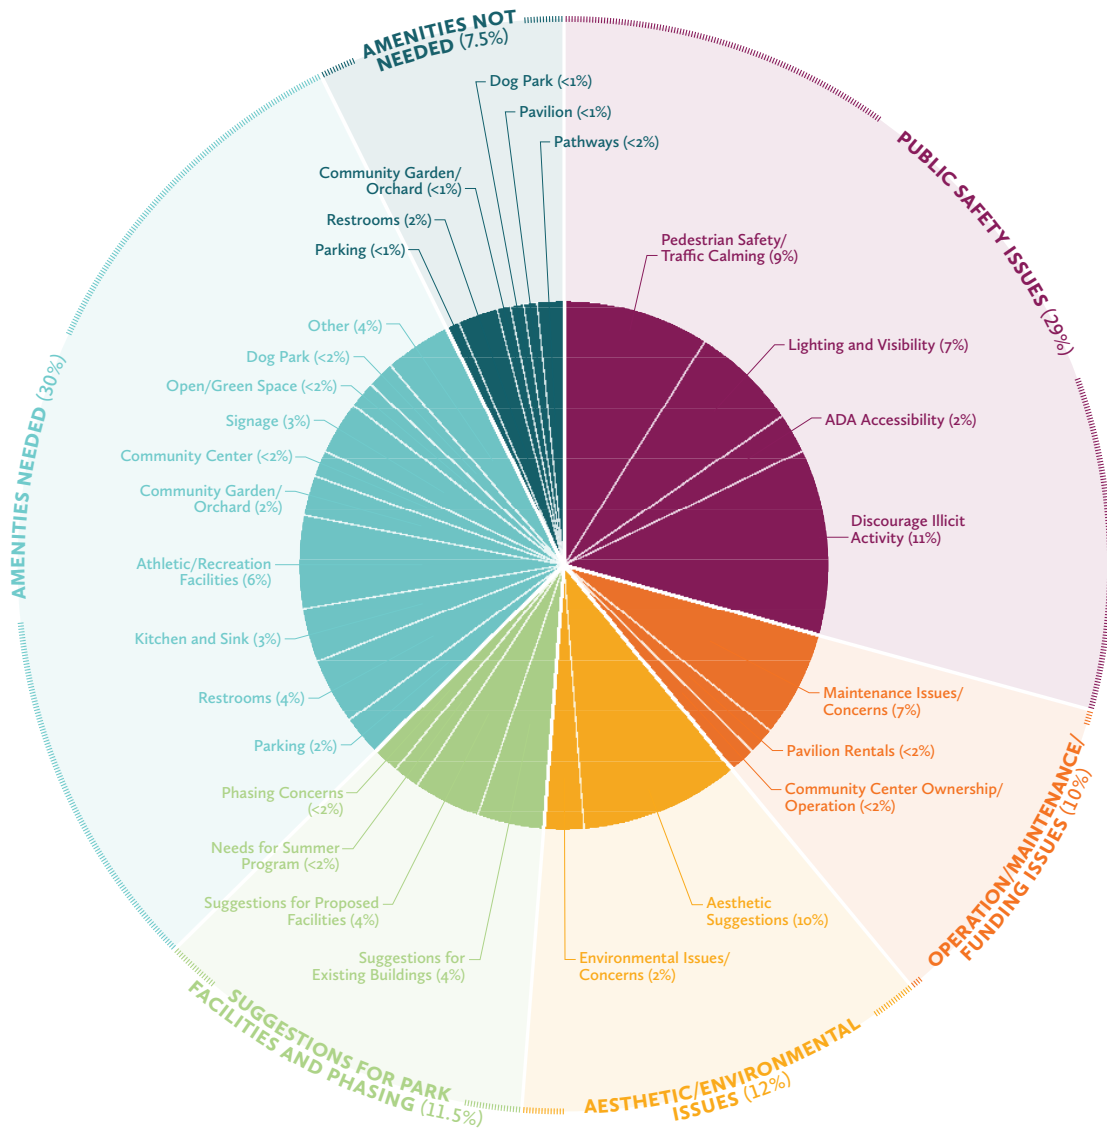 AMENITIES NOT
NEEDED (7.5%)
Dog Park (<1%)
Pavilion (<1%)
Pathways (<2%)
Community Garden/
Orchard (<1%)
Restrooms (2%)
Parking (<1%)
PUBLIC SAFETY ISSUES (29%)
Pedestrian Safety/
Traffic Calming (9%)
Lighting and Visibility (7%)
ADA Accessibility (2%)
Discourage Illicit
Activity (11%)
OPERATION/MAINTENANCE/
FUNDING ISSUES (10%)
Maintenance Issues/
Concerns (7%)
Pavilion Rentals (<2%)
Community Center Ownership/
Operation (<2%)
AESTHETIC/ENVIRONMENTAL
ISSUES (12%)
Aesthetic
Suggestions (10%)
Environmental Issues/
Concerns (2%)
SUGGESTIONS FOR PARK
FACILITIES AND PHASING (11.5%)
Suggestions for
Existing Buildings (4%)
Suggestions for Proposed
Facilities (4%)
Needs for Summer
Program (<2%)
Phasing Concerns
(<2%)
AMENITIES NEEDED (30%)
Other (4%)
Dog Park (<2%)
Open/Green Space (<2%)
Signage (3%)
Community Center (<2%)
Community Garden/
Orchard (2%)
Athletic/Recreation
Facilities (6%)
Kitchen and Sink (3%)
Restrooms (4%)
Parking (2%)